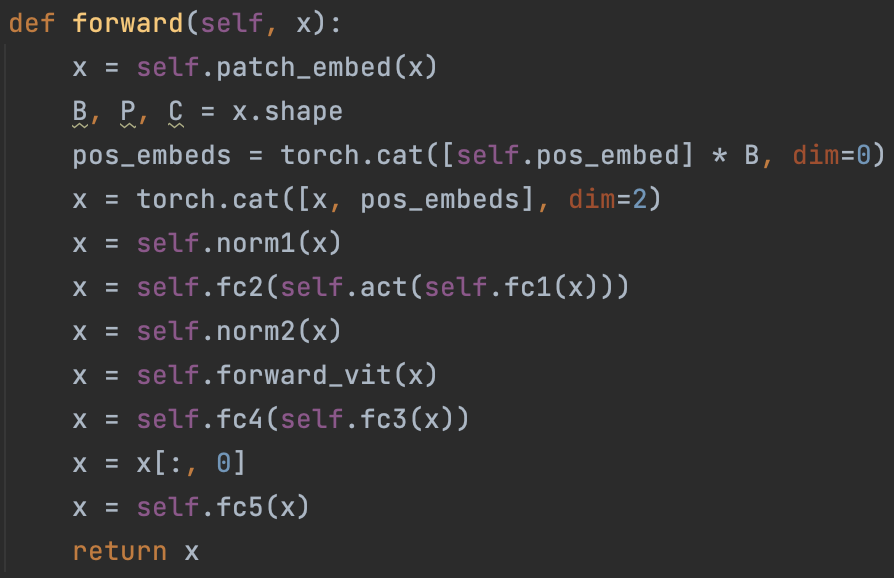 def forward(self, x):
    x = self.patch_embed(x)
    B, P, C = x.shape
    pos_embeds = torch.cat([self.pos_embed] * B, dim=0)
    x = torch.cat([x, pos_embeds], dim=2)
    x = self.norm1(x)
    x = self.fc2(self.act(self.fc1(x)))
    x = self.norm2(x)
    x = self.forward_vit(x)
    x = self.fc4(self.fc3(x))
    x = x[:, 0]
    x = self.fc5(x)
    return x